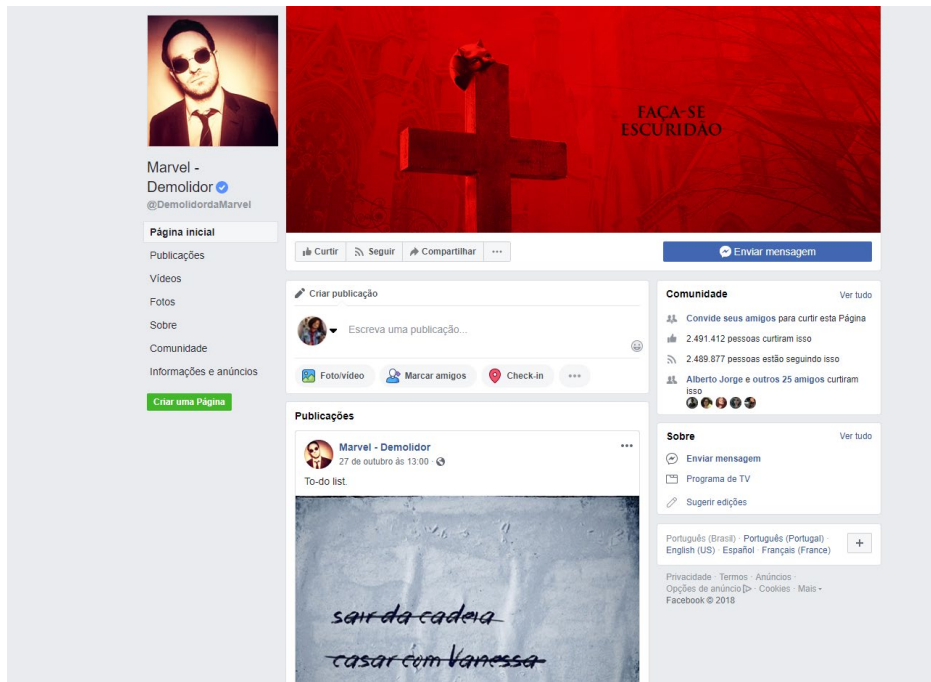 Marvel -
Demolidor
@DemolidordaMarvel
Página inicial
Publicações
Vídeos
Fotos
Sobre
Comunidade
Informações e anúncios
Criar uma Página
FAÇA-SE
ESCURIDÃO
Curtir
Seguir
Compartilhar
Enviar mensagem
Criar publicação
Escreva uma publicação...
Foto/vídeo
Marcar amigos
Check-in
Publicações
Marvel - Demolidor
27 de outubro às 13:00 ·
To-do list.
sair da cadeia
casar com Vanessa
Comunidade
Ver tudo
Convide seus amigos para curtir esta Página
2.491.412 pessoas curtiram isso
2.489.877 pessoas estão seguindo isso
Alberto Jorge e outros 25 amigos curtiram
isso
Sobre
Ver tudo
Enviar mensagem
Programa de TV
Sugerir edições
Português (Brasil) · Português (Portugal) ·
English (US) · Español · Français (France)
Privacidade · Termos · Anúncios ·
Opções de anúncio · Cookies · Mais
Facebook © 2018